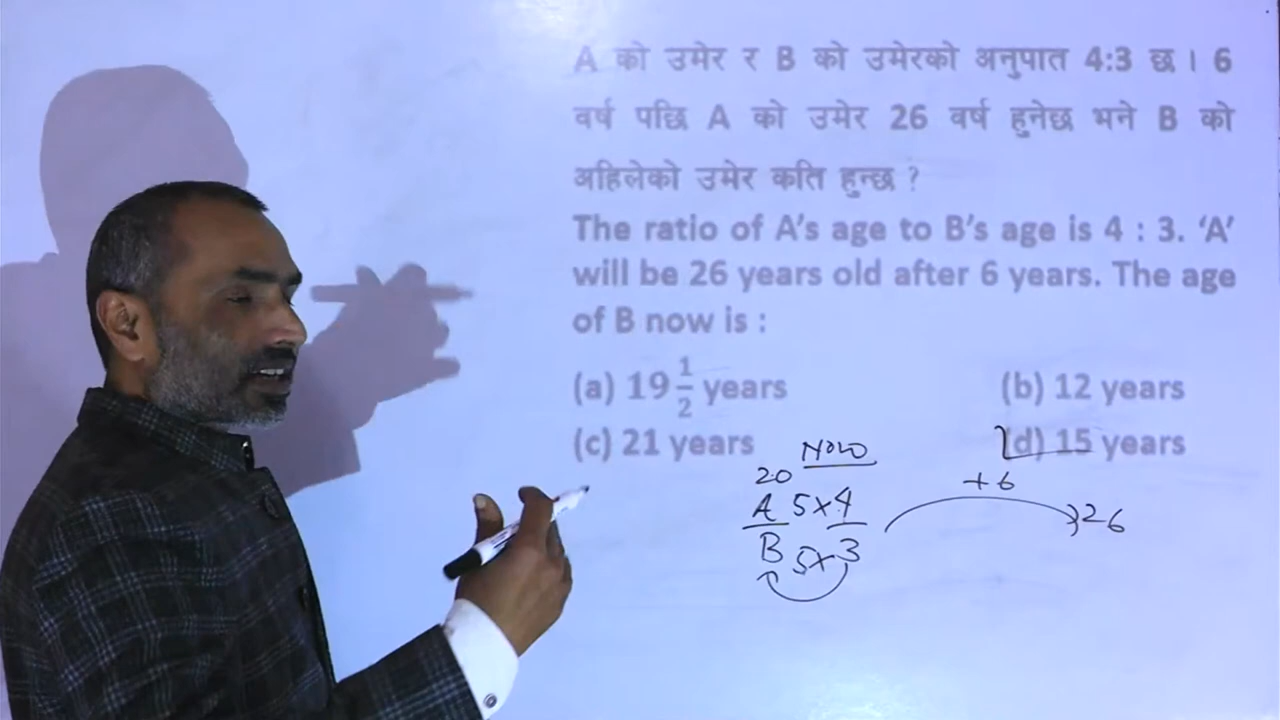 A को उमेर र B को उमेरको अनुपात 4:3 छ । 6
वर्ष पछि A को उमेर 26 वर्ष हुनेछ भने B को
अहिलेको उमेर कति हुन्छ ?
The ratio of A’s age to B’s age is 4 : 3. ‘A’
will be 26 years old after 6 years. The age
of B now is :
(a) 19 1/2 years (b) 12 years
(c) 21 years (d) 15 years
Now
20 +6
A 5×4 26
B 5×3